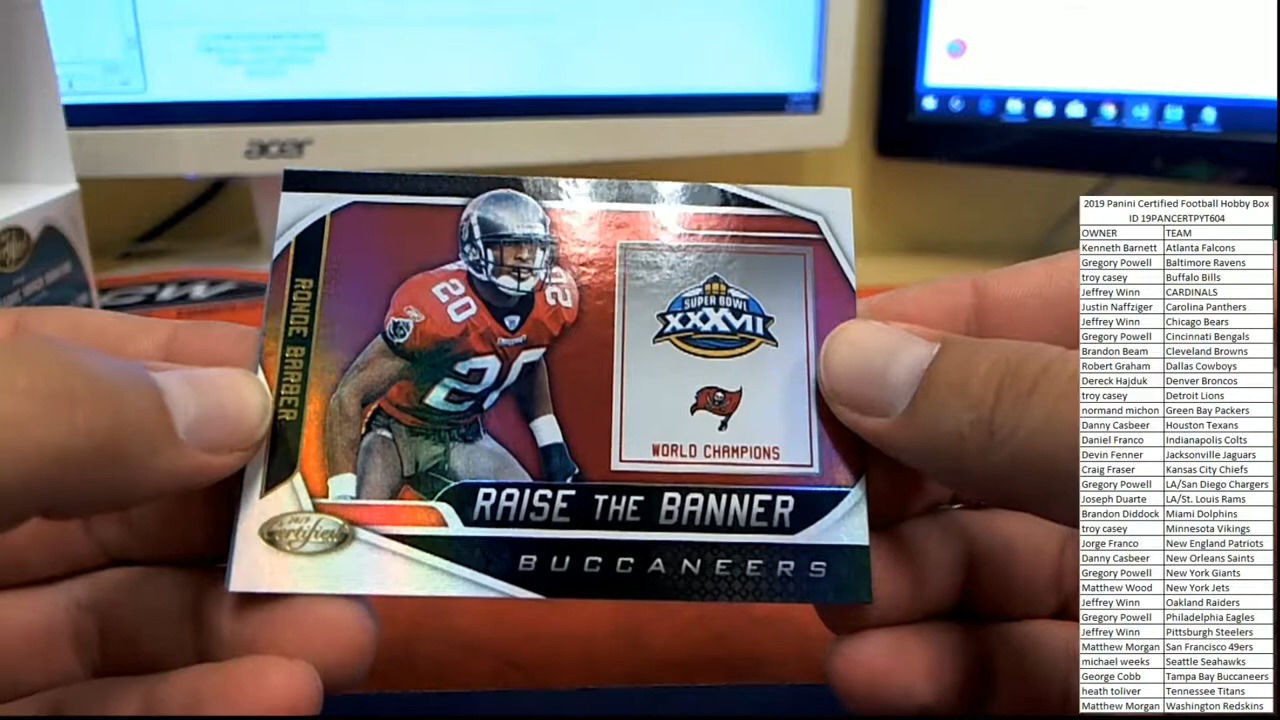 acer
RONDE BARBER
20
20
20
SUPER BOWL
XXXVII
WORLD CHAMPIONS
RAISE THE BANNER
Certified
BUCCANEERS
2019 Panini Certified Football Hobby Box
ID 19PANCERTPYT604
OWNER TEAM
Kenneth Barnett Atlanta Falcons
Gregory Powell Baltimore Ravens
troy casey Buffalo Bills
Jeffrey Winn CARDINALS
Justin Naffziger Carolina Panthers
Jeffrey Winn Chicago Bears
Gregory Powell Cincinnati Bengals
Brandon Beam Cleveland Browns
Robert Graham Dallas Cowboys
Dereck Hajduk Denver Broncos
troy casey Detroit Lions
normand michon Green Bay Packers
Danny Casbeer Houston Texans
Daniel Franco Indianapolis Colts
Devin Fenner Jacksonville Jaguars
Craig Fraser Kansas City Chiefs
Gregory Powell LA/San Diego Chargers
Joseph Duarte LA/St. Louis Rams
Brandon Diddock Miami Dolphins
troy casey Minnesota Vikings
Jorge Franco New England Patriots
Danny Casbeer New Orleans Saints
Gregory Powell New York Giants
Matthew Wood New York Jets
Jeffrey Winn Oakland Raiders
Gregory Powell Philadelphia Eagles
Jeffrey Winn Pittsburgh Steelers
Matthew Morgan San Francisco 49ers
michael weeks Seattle Seahawks
George Cobb Tampa Bay Buccaneers
heath toliver Tennessee Titans
Matthew Morgan Washington Redskins